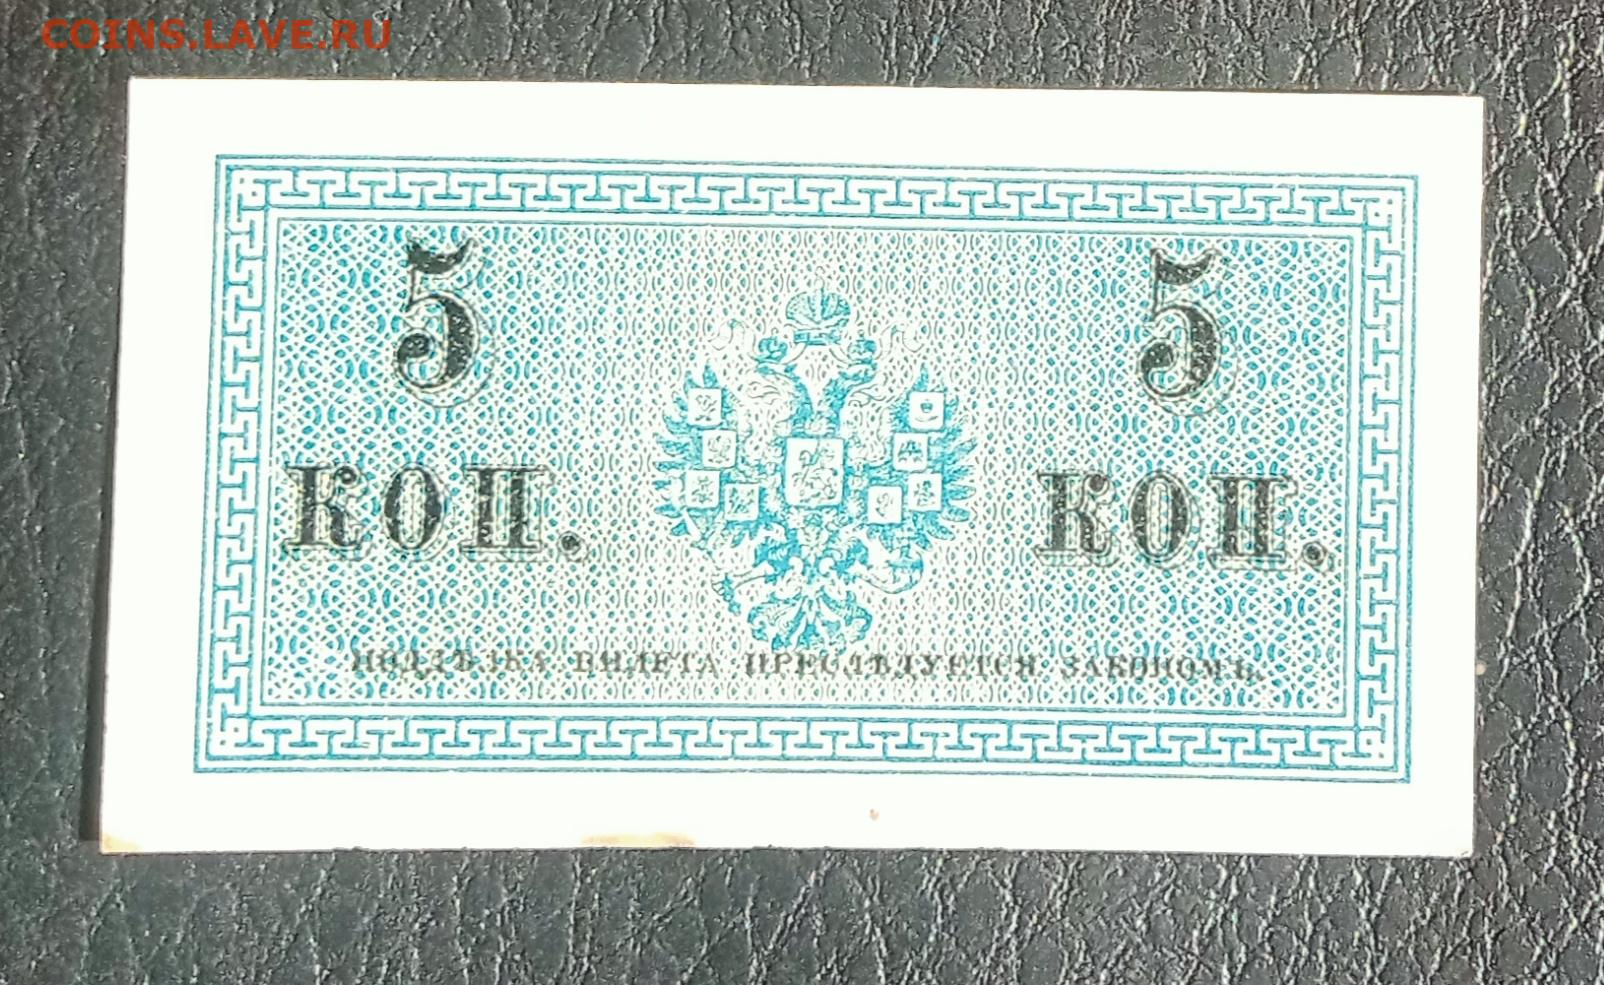 COINS.LAVE.RU
5 5
КОП. КОП.
ПОДДѢЛКА БИЛЕТА ПРЕСЛѢДУЕТСЯ ЗАКОНОМЪ.